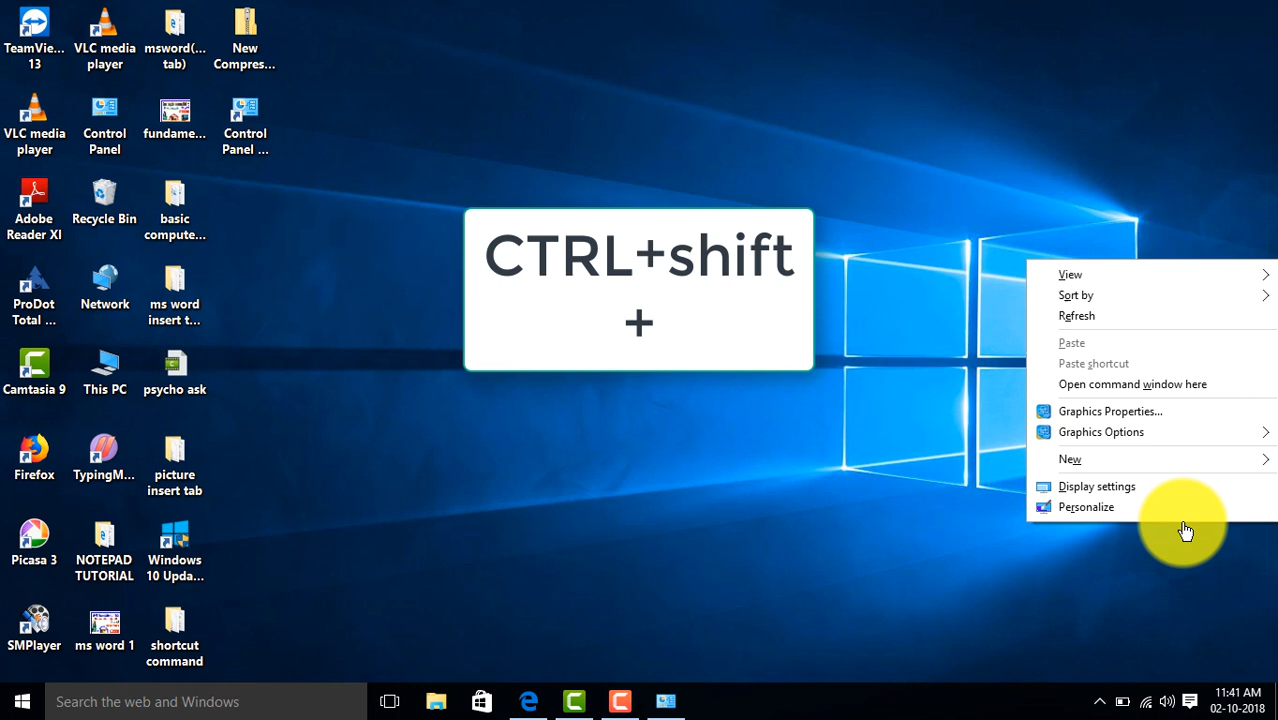 TeamVie...
13
VLC media
player
msword(...
tab)
New
Compres...
VLC media
player
Control
Panel
fundame...
Control
Panel ...
Adobe
Reader XI
Recycle Bin
basic
compute...
ProDot
Total ...
Network
ms word
insert t...
Camtasia 9
This PC
psycho ask
Firefox
TypingM...
picture
insert tab
Picasa 3
NOTEPAD
TUTORIAL
Windows
10 Upda...
SMPlayer
ms word 1
shortcut
command
CTRL+shift
+
View
Sort by
Refresh
Paste
Paste shortcut
Open command window here
Graphics Properties...
Graphics Options
New
Display settings
Personalize
Search the web and Windows
11:41 AM
02-10-2018